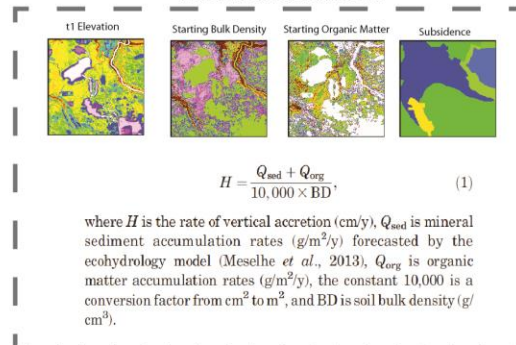 t1 Elevation Starting Bulk Density Starting Organic Matter Subsidence
H = (Q_sed + Q_org) / (10,000 × BD), (1)
where H is the rate of vertical accretion (cm/y), Q_sed is mineral
sediment accumulation rates (g/m²/y) forecasted by the
ecohydrology model (Meselhe et al., 2013), Q_org is organic
matter accumulation rates (g/m²/y), the constant 10,000 is a
conversion factor from cm² to m², and BD is soil bulk density (g/
cm³).